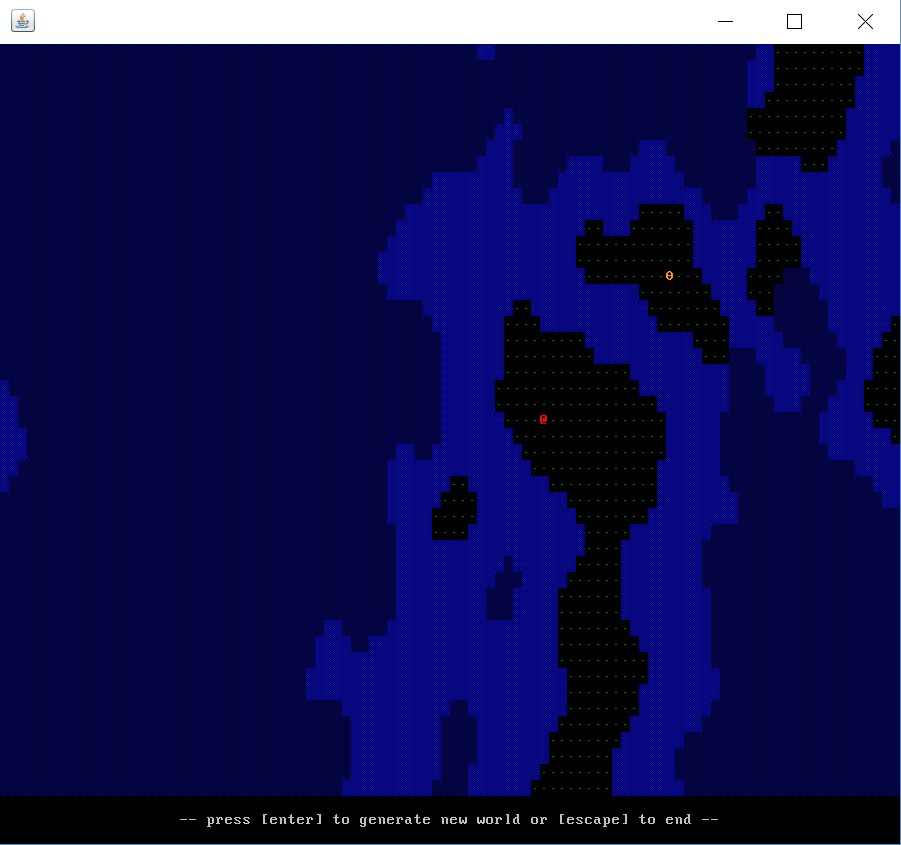 θ
@
-- press [enter] to generate new world or [escape] to end --